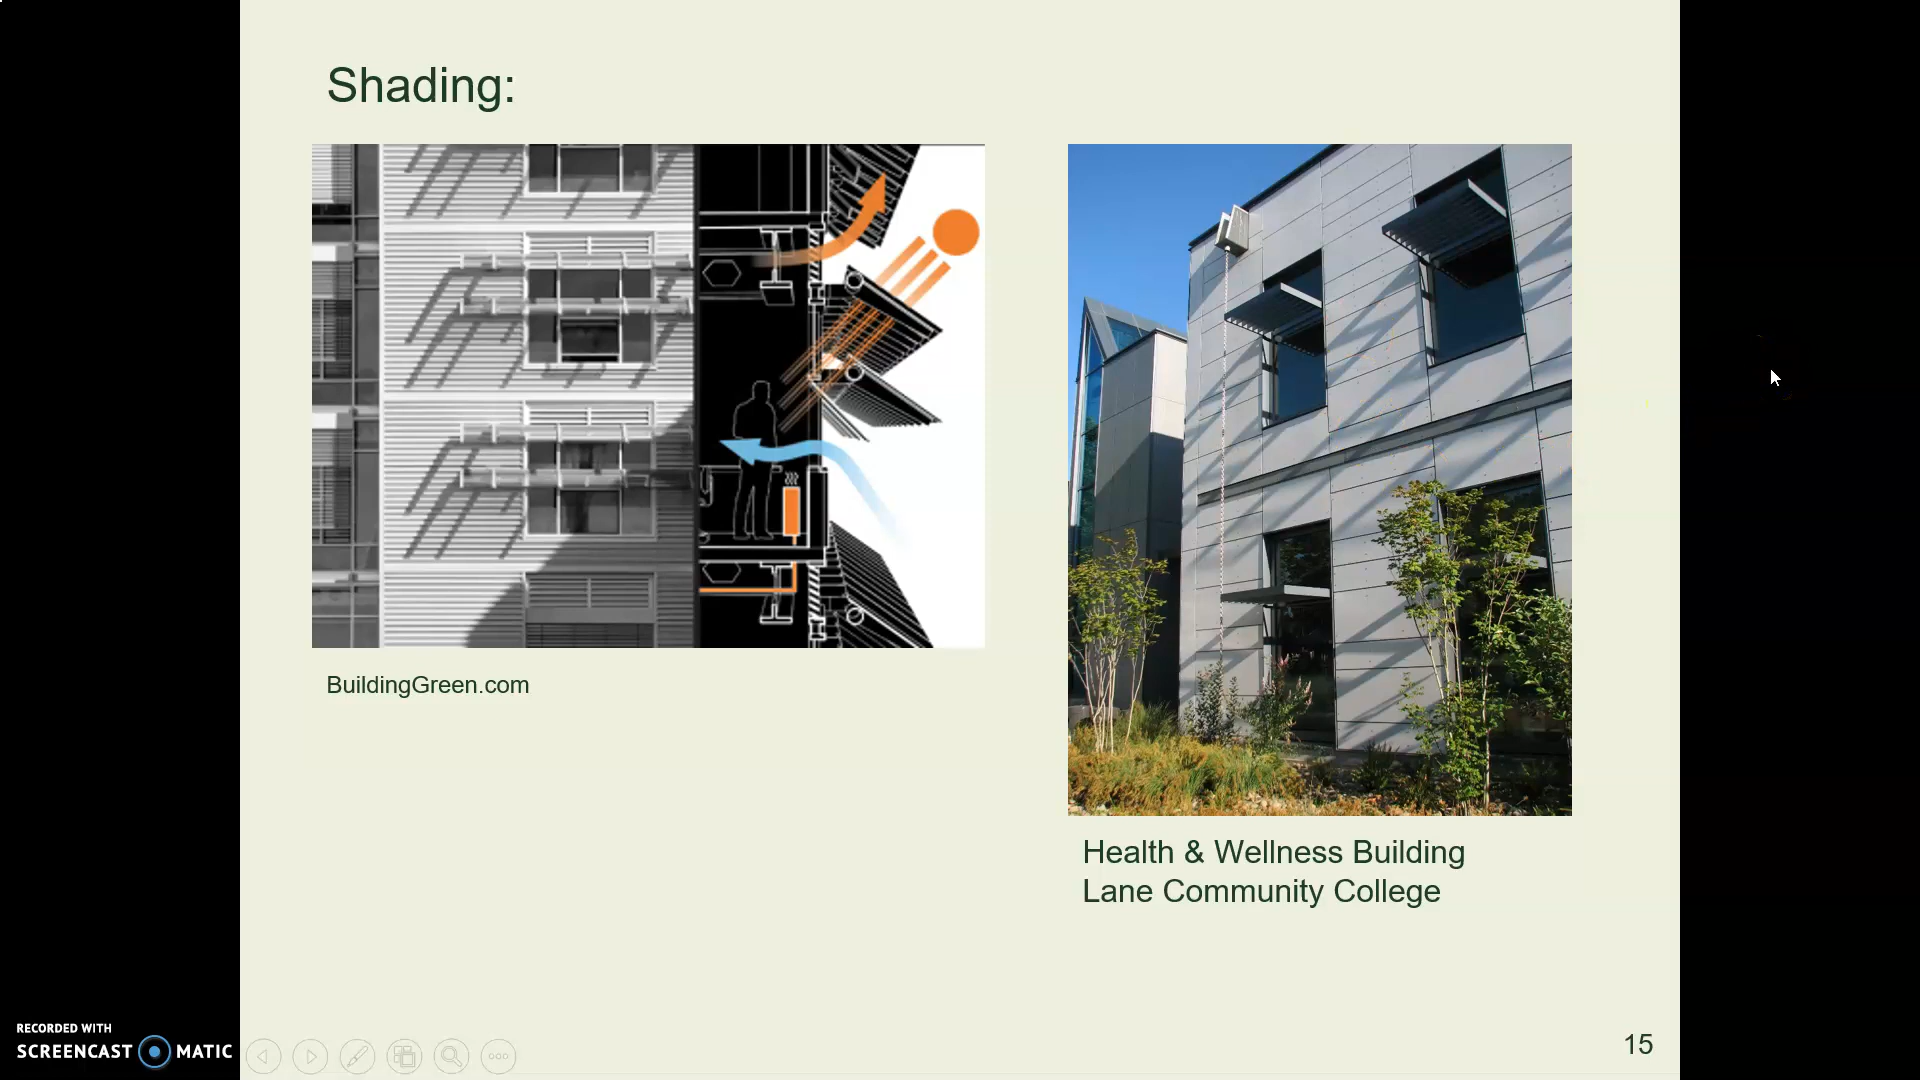 Shading:
BuildingGreen.com
Health & Wellness Building
Lane Community College
15
RECORDED WITH
SCREENCAST MATIC